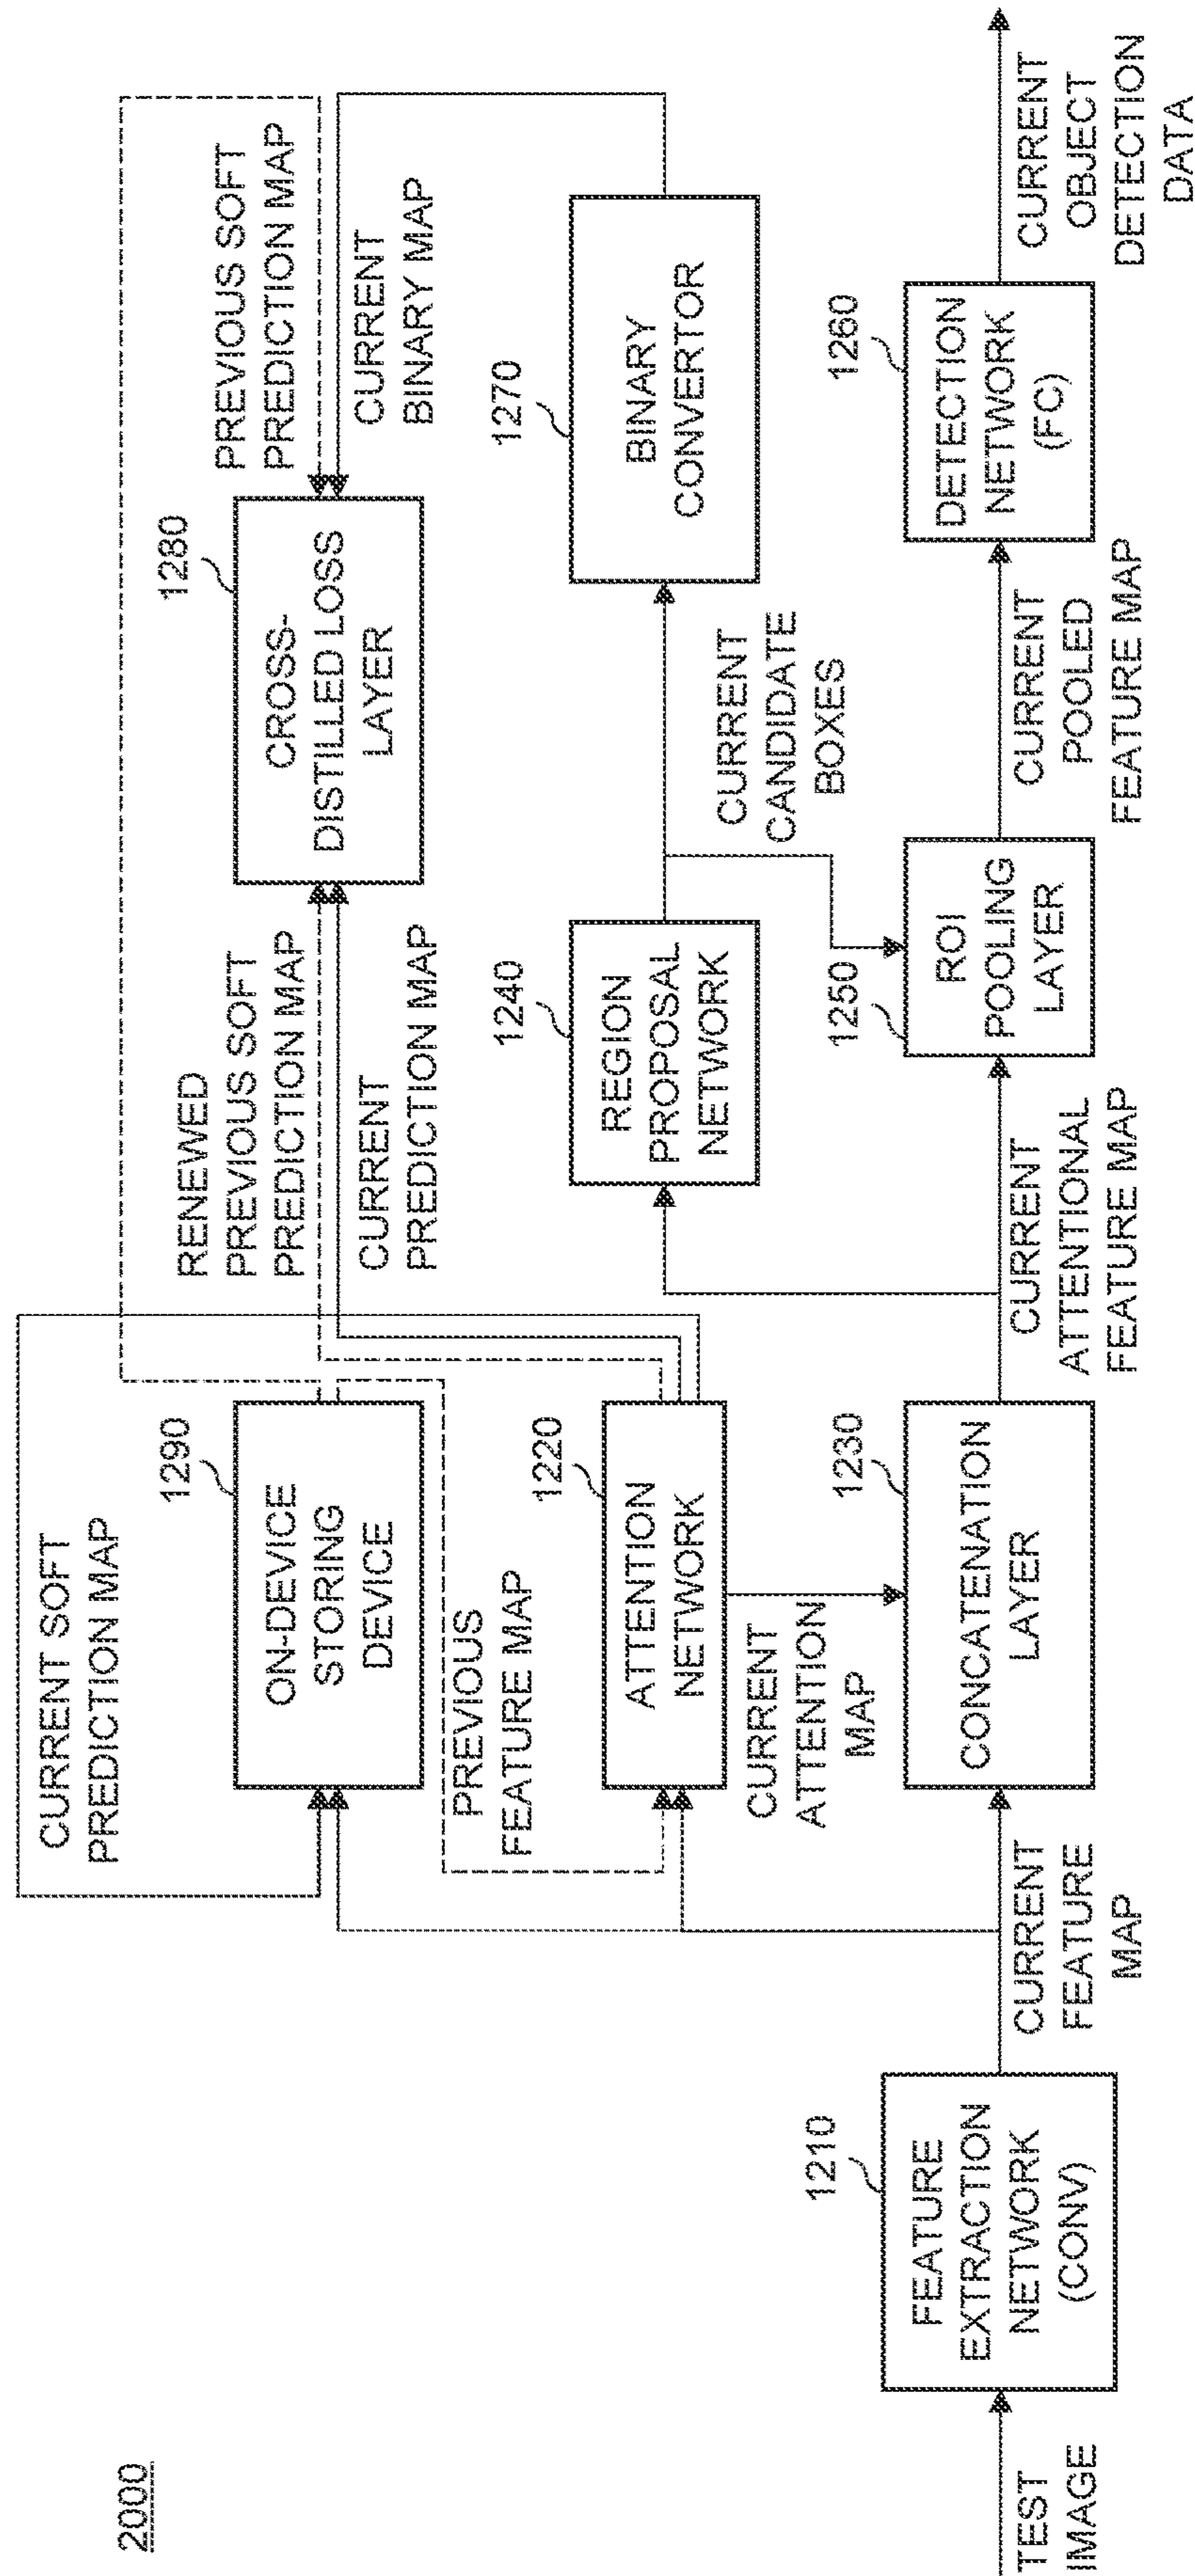 2000
CURRENT SOFT
PREDICTION MAP
1290
ON-DEVICE
STORING
DEVICE
RENEWED
PREVIOUS SOFT
PREDICTION MAP
CURRENT
PREDICTION MAP
1280
CROSS-
DISTILLED LOSS
LAYER
PREVIOUS SOFT
PREDICTION MAP
CURRENT
BINARY MAP
PREVIOUS
FEATURE MAP
1220
ATTENTION
NETWORK
CURRENT
ATTENTION
MAP
1240
REGION
PROPOSAL
NETWORK
CURRENT
CANDIDATE
BOXES
1270
BINARY
CONVERTOR
TEST
IMAGE
1210
FEATURE
EXTRACTION
NETWORK
(CONV)
CURRENT
FEATURE
MAP
1230
CONCATENATION
LAYER
CURRENT
ATTENTIONAL
FEATURE MAP
1250
ROI
POOLING
LAYER
CURRENT
POOLED
FEATURE MAP
1260
DETECTION
NETWORK
(FC)
CURRENT
OBJECT
DETECTION
DATA